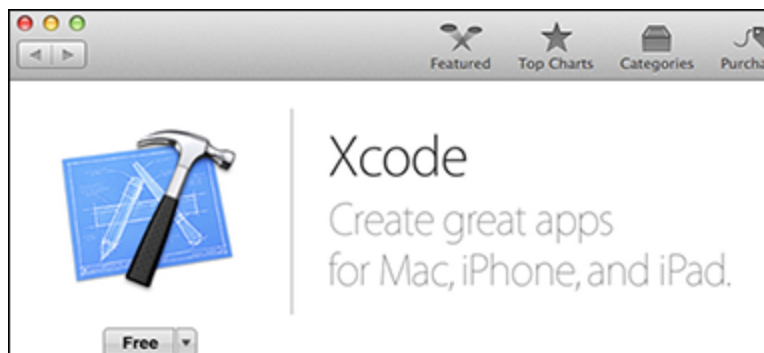 Featured Top Charts Categories
Xcode
Create great apps
for Mac, iPhone, and iPad.
Free